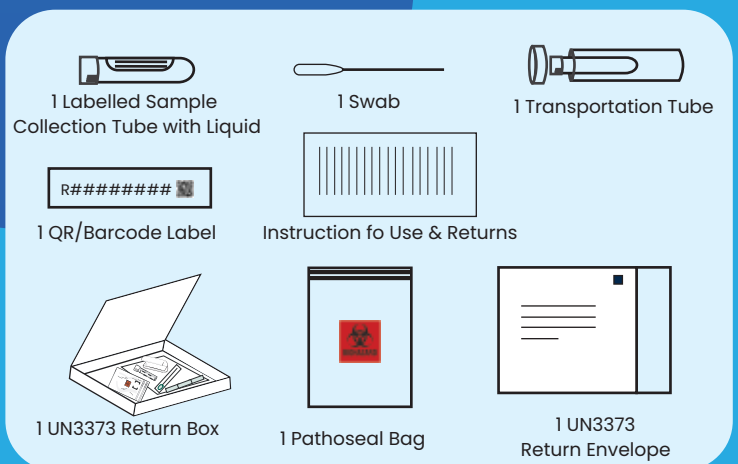 1 Labelled Sample
Collection Tube with Liquid
1 Swab
1 Transportation Tube
R########
1 QR/Barcode Label
Instruction fo Use & Returns
BIOHAZARD
1 UN3373 Return Box
1 Pathoseal Bag
1 UN3373
Return Envelope